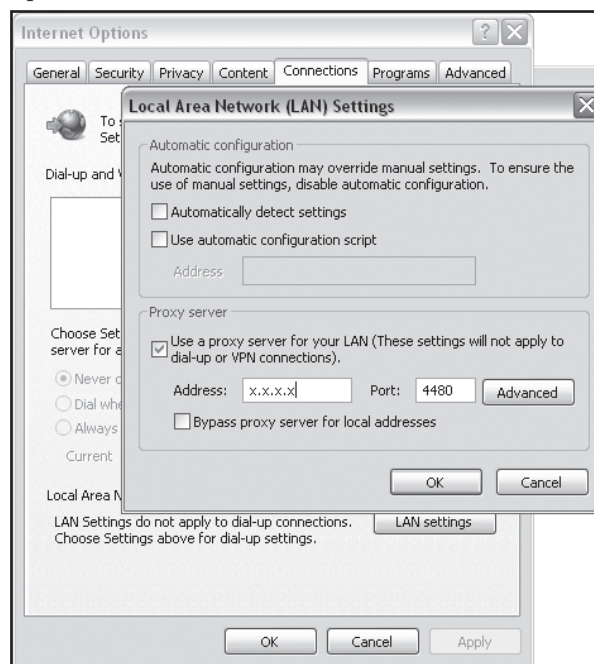 Internet Options
General Security Privacy Content Connections Programs Advanced
To
Set
Dial-up and
Choose Set
server for a
Never
Dial whe
Always
Current
Local Area N
LAN Settings do not apply to dial-up connections.
Choose Settings above for dial-up settings.
LAN settings
OK Cancel Apply
Local Area Network (LAN) Settings
Automatic configuration
Automatic configuration may override manual settings. To ensure the
use of manual settings, disable automatic configuration.
Automatically detect settings
Use automatic configuration script
Address
Proxy server
Use a proxy server for your LAN (These settings will not apply to
dial-up or VPN connections).
Address: x.x.x.x Port: 4480 Advanced
Bypass proxy server for local addresses
OK Cancel